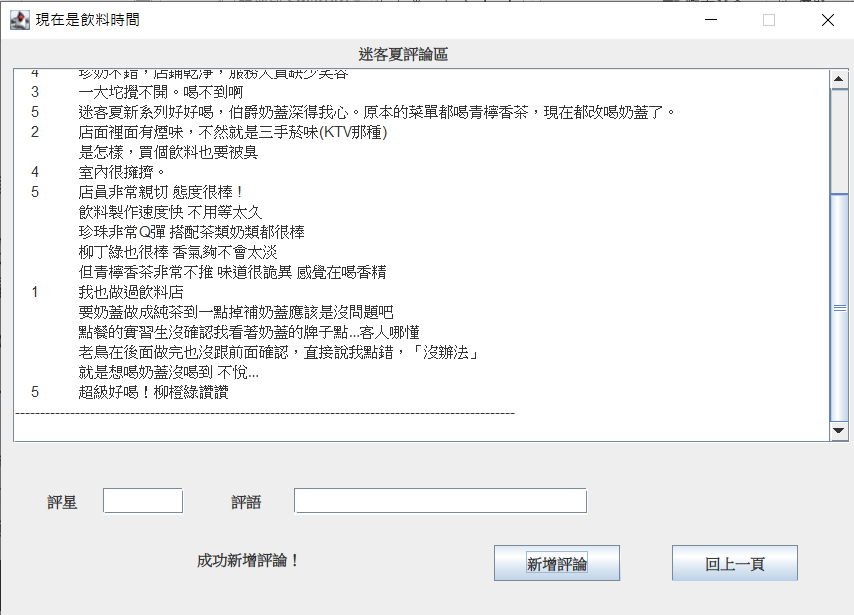 現在是飲料時間
迷客夏評論區
4 珍奶不錯，店鋪乾淨，服務人員缺少笑容
3 一大坨攪不開。喝不到啊
5 迷客夏新系列好好喝，伯爵奶蓋深得我心。原本的菜單都喝青檸香茶，現在都改喝奶蓋了。
2 店面裡面有煙味，不然就是三手菸味(KTV那種)
是怎樣，買個飲料也要被臭
4 室內很擁擠。
5 店員非常親切 態度很棒！
飲料製作速度快 不用等太久
珍珠非常Q彈 搭配茶類奶類都很棒
柳丁綠也很棒 香氣夠不會太淡
但青檸香茶非常不推 味道很詭異 感覺在喝香精
1 我也做過飲料店
要奶蓋做成純茶到一點掉補奶蓋應該是沒問題吧
點餐的實習生沒確認我看著奶蓋的牌子點...客人哪懂
老鳥在後面做完也沒跟前面確認，直接說我點錯，「沒辦法」
就是想喝奶蓋沒喝到 不悅...
5 超級好喝！柳橙綠讚讚
----------------------------------------------------------------------------------------------------
評星
評語
成功新增評論！
新增評論
回上一頁